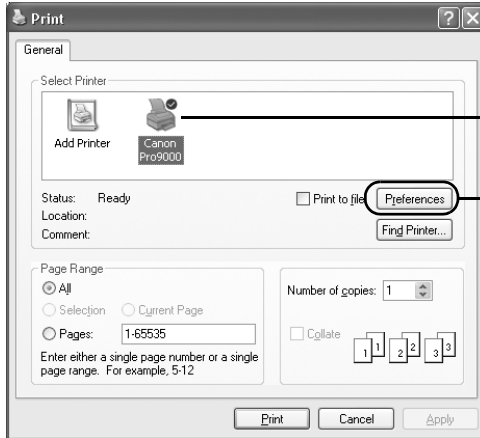 Print
General
Select Printer
Add Printer
Canon
Pro9000
Status: Ready
Location:
Comment:
Print to file
Preferences
Find Printer...
Page Range
All
Selection Current Page
Pages: 1-65535
Enter either a single page number or a single
page range. For example, 5-12
Number of copies: 1
Collate
1 1 2 2 3 3
Print Cancel Apply